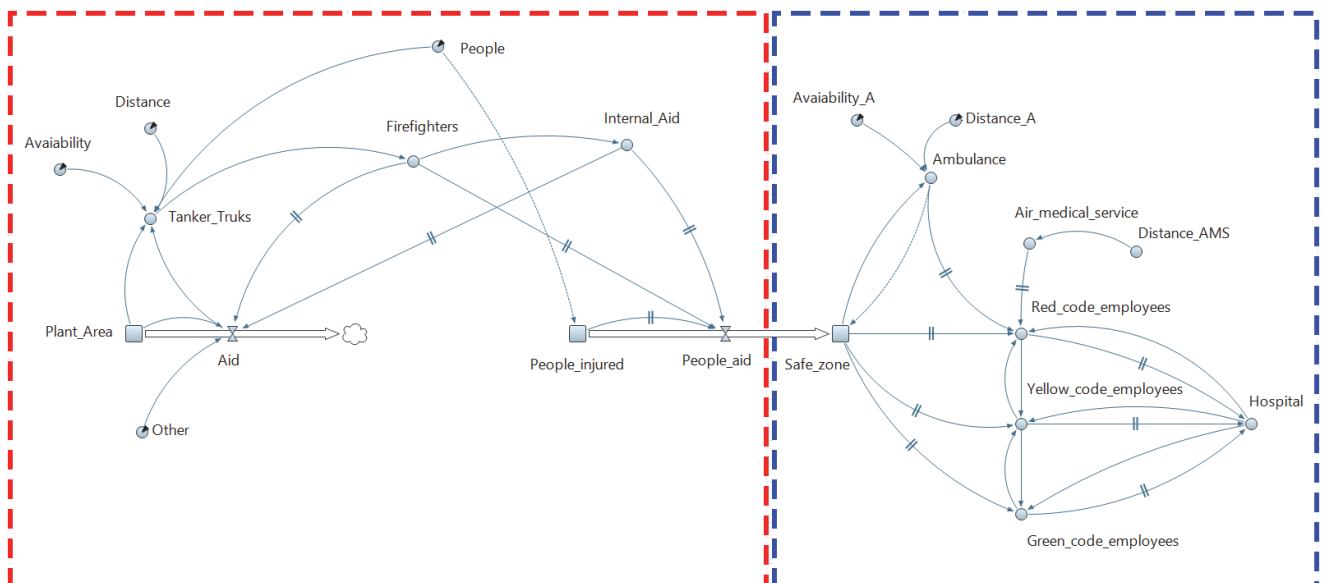 People
Distance
Avaiability
Firefighters
Internal_Aid
Tanker_Truks
Plant_Area
Aid
People_injured
People_aid
Other
Avaiability_A
Distance_A
Ambulance
Air_medical_service
Distance_AMS
Red_code_employees
Safe_zone
Yellow_code_employees
Hospital
Green_code_employees